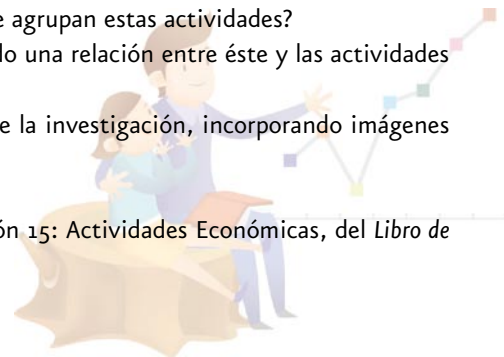 e agrupan estas actividades?
lo una relación entre éste y las actividades
e la investigación, incorporando imágenes
ón 15: Actividades Económicas, del Libro de